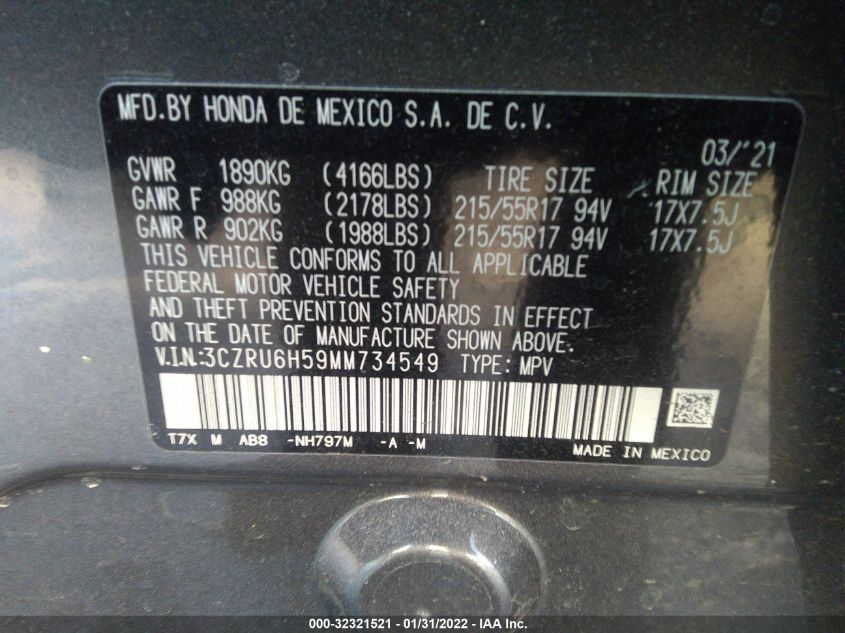 MFD.BY HONDA DE MEXICO S.A. DE C.V.
03/'21
GVWR 1890KG (4166LBS) TIRE SIZE RIM SIZE
GAWR F 988KG (2178LBS) 215/55R17 94V 17X7.5J
GAWR R 902KG (1988LBS) 215/55R17 94V 17X7.5J
THIS VEHICLE CONFORMS TO ALL APPLICABLE
FEDERAL MOTOR VEHICLE SAFETY
AND THEFT PREVENTION STANDARDS IN EFFECT
ON THE DATE OF MANUFACTURE SHOWN ABOVE.
V.I.N.:3CZRU6H59MM734549 TYPE: MPV
T7X M AB8 -NH797M -A -M
MADE IN MEXICO
000-32321521 - 01/31/2022 - IAA Inc.